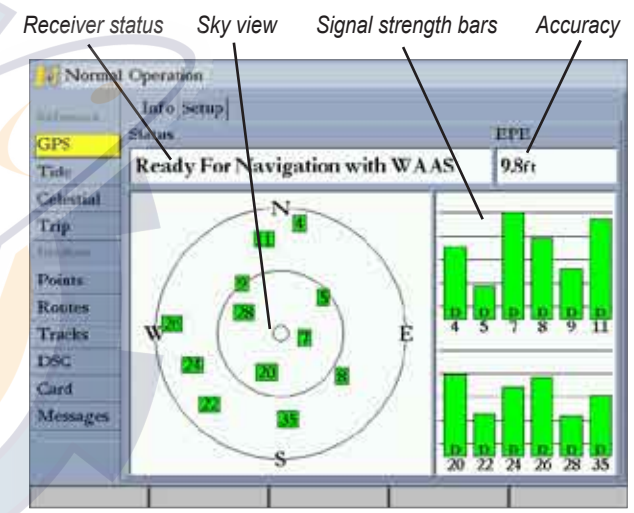 Receiver status Sky view Signal strength bars Accuracy
Normal Operation
Info Setup
Status EPE
Ready For Navigation with WAAS 9.8ft
GPS
Tide
Celestial
Trip
Points
Routes
Tracks
DSC
Card
Messages
N
4
11
9
5
28
26
W E
7
24
20
8
22
35
S
D D D D D D
4 5 7 8 9 11
D D D D D D
20 22 24 26 28 35